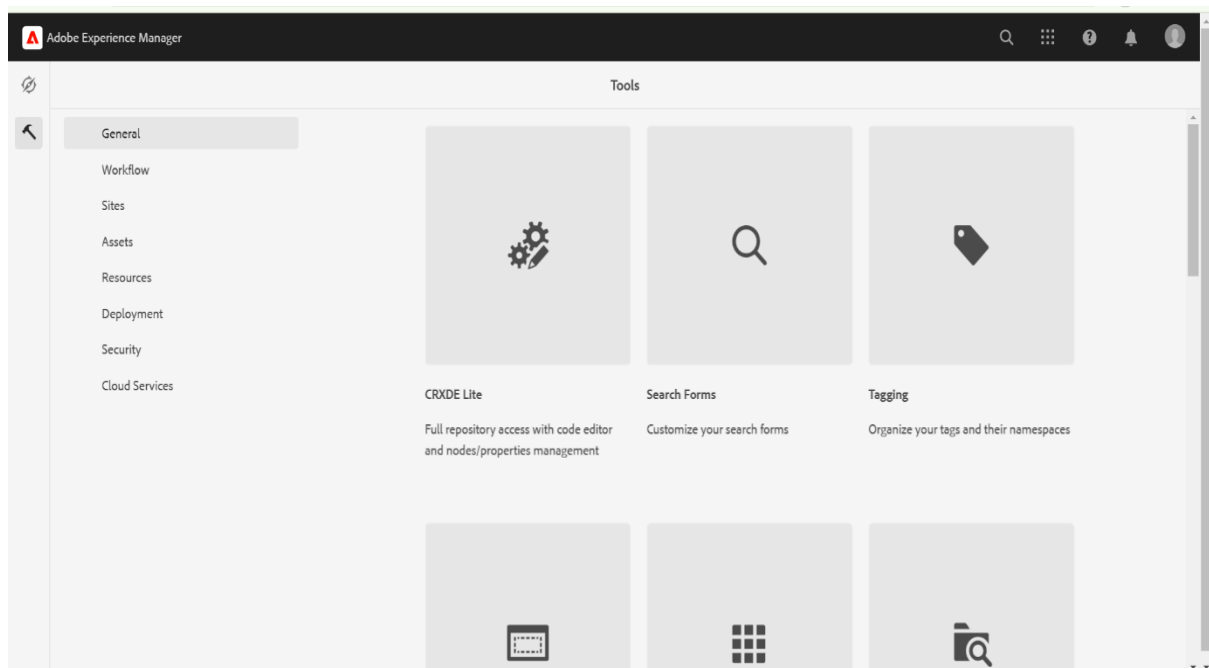 Adobe Experience Manager
Tools
General
Workflow
Sites
Assets
Resources
Deployment
Security
Cloud Services
CRXDE Lite
Full repository access with code editor
and nodes/properties management
Search Forms
Customize your search forms
Tagging
Organize your tags and their namespaces